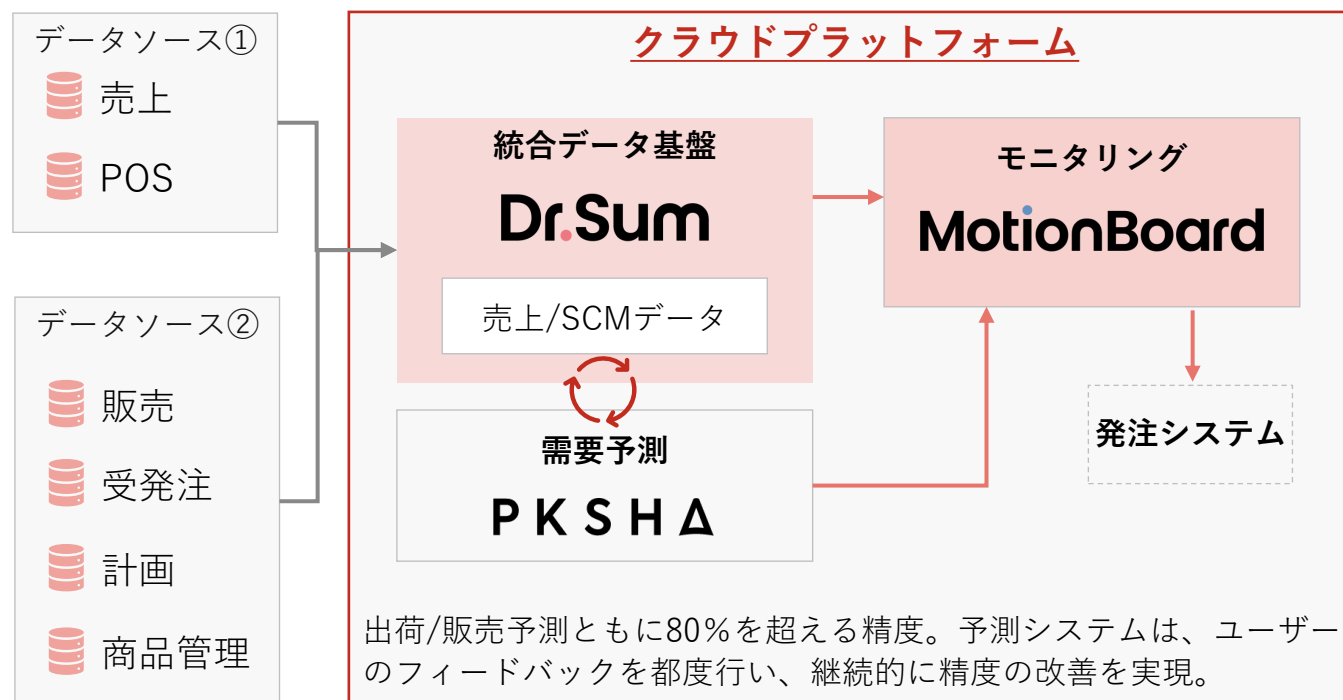 データソース①
売上
POS
データソース②
販売
受発注
計画
商品管理
クラウドプラットフォーム
統合データ基盤
Dr.Sum
売上/SCMデータ
需要予測
PKSHA
モニタリング
MotionBoard
発注システム
出荷/販売予測ともに80％を超える精度。予測システムは、ユーザー
のフィードバックを都度行い、継続的に精度の改善を実現。